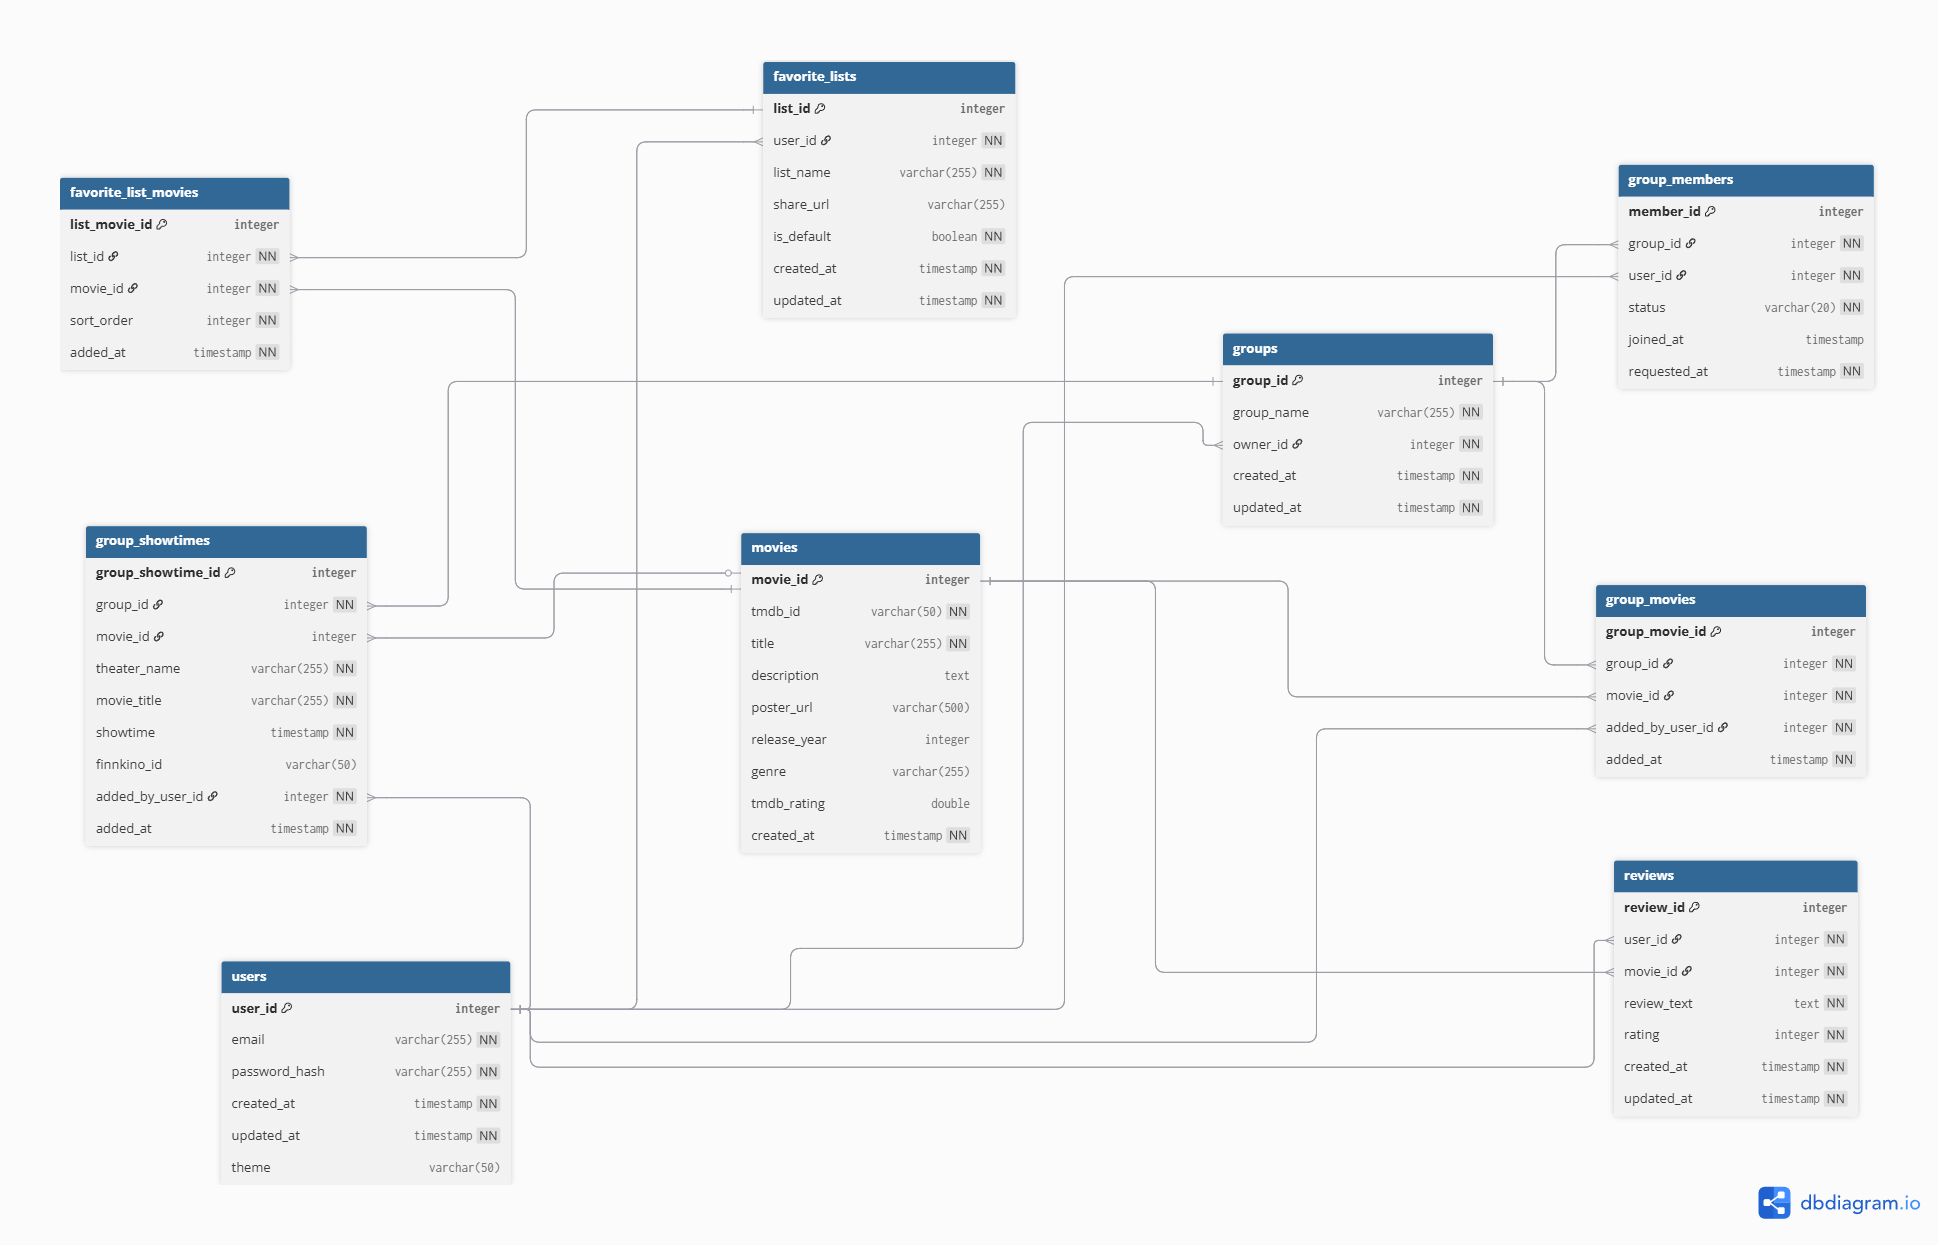 favorite_lists
list_id integer
user_id integer NN
list_name varchar(255) NN
share_url varchar(255)
is_default boolean NN
created_at timestamp NN
updated_at timestamp NN
favorite_list_movies
list_movie_id integer
list_id integer NN
movie_id integer NN
sort_order integer NN
added_at timestamp NN
group_members
member_id integer
group_id integer NN
user_id integer NN
status varchar(20) NN
joined_at timestamp
requested_at timestamp NN
groups
group_id integer
group_name varchar(255) NN
owner_id integer NN
created_at timestamp NN
updated_at timestamp NN
group_showtimes
group_showtime_id integer
group_id integer NN
movie_id integer
theater_name varchar(255) NN
movie_title varchar(255) NN
showtime timestamp NN
finnkino_id varchar(50)
added_by_user_id integer NN
added_at timestamp NN
movies
movie_id integer
tmdb_id varchar(50) NN
title varchar(255) NN
description text
poster_url varchar(500)
release_year integer
genre varchar(255)
tmdb_rating double
created_at timestamp NN
group_movies
group_movie_id integer
group_id integer NN
movie_id integer NN
added_by_user_id integer NN
added_at timestamp NN
reviews
review_id integer
user_id integer NN
movie_id integer NN
review_text text NN
rating integer NN
created_at timestamp NN
updated_at timestamp NN
users
user_id integer
email varchar(255) NN
password_hash varchar(255) NN
created_at timestamp NN
updated_at timestamp NN
theme varchar(50)
dbdiagram.io